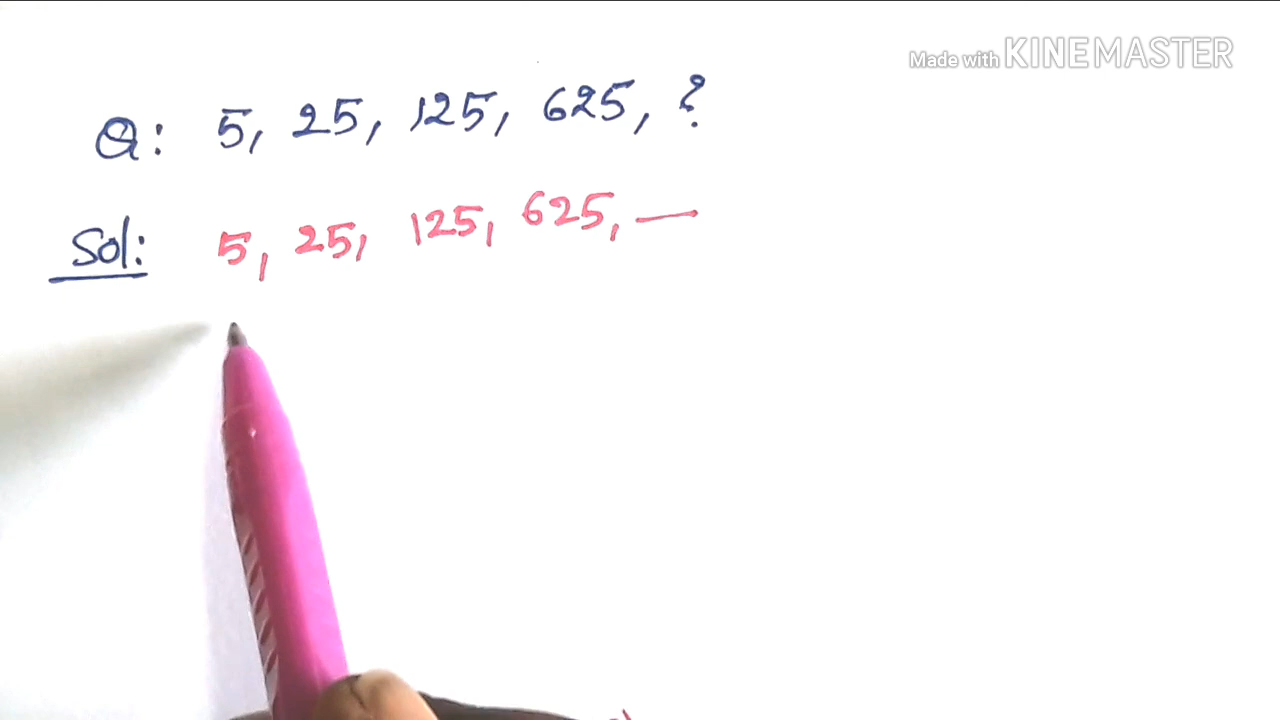 Made with KINEMASTER
Q: 5, 25, 125, 625, ?
Sol: 5, 25, 125, 625, —